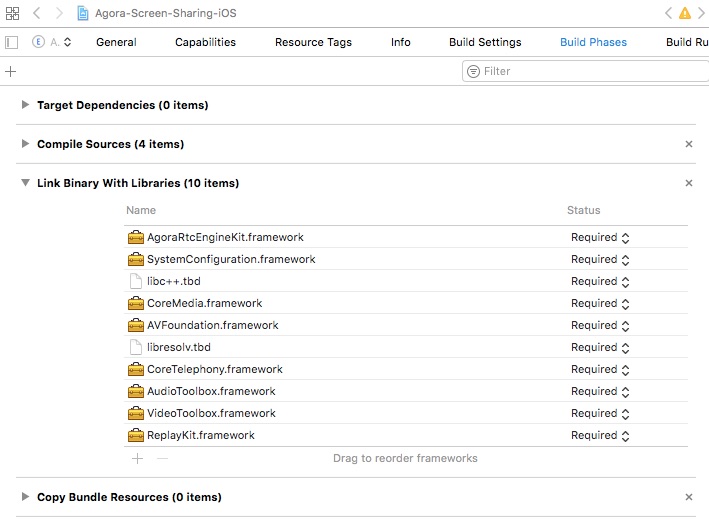 Agora-Screen-Sharing-iOS
E A.
General Capabilities Resource Tags Info Build Settings Build Phases Build Ru
Filter
Target Dependencies (0 items)
Compile Sources (4 items)
Link Binary With Libraries (10 items)
Name Status
AgoraRtcEngineKit.framework Required
SystemConfiguration.framework Required
libc++.tbd Required
CoreMedia.framework Required
AVFoundation.framework Required
libresolv.tbd Required
CoreTelephony.framework Required
AudioToolbox.framework Required
VideoToolbox.framework Required
ReplayKit.framework Required
Drag to reorder frameworks
Copy Bundle Resources (0 items)